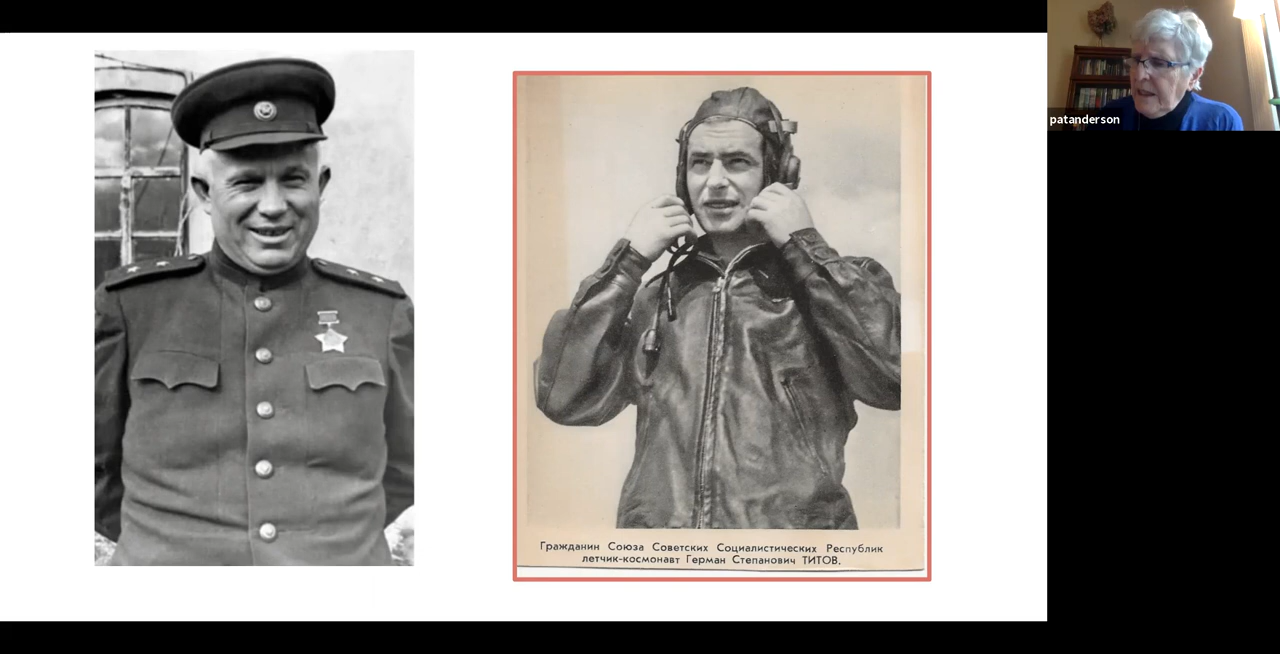 patanderson
Гражданин Союза Советских Социалистических Республик
летчик-космонавт Герман Степанович ТИТОВ.